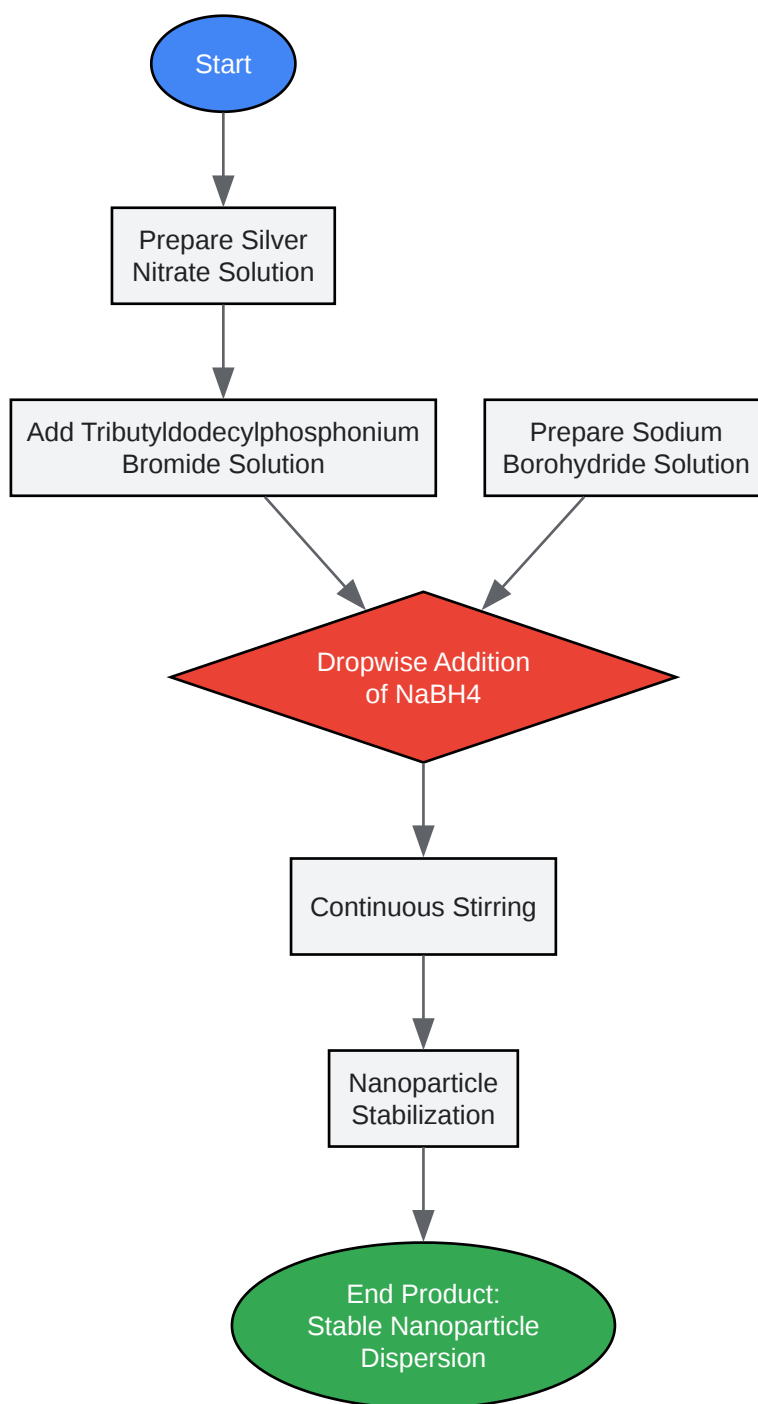 Start
Prepare Silver
Nitrate Solution
Add Tributyldodecylphosphonium
Bromide Solution
Prepare Sodium
Borohydride Solution
Dropwise Addition
of NaBH4
Continuous Stirring
Nanoparticle
Stabilization
End Product:
Stable Nanoparticle
Dispersion